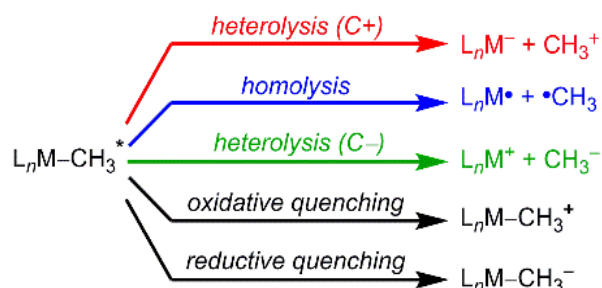 heterolysis (C+)
LₙM⁻ + CH₃⁺
homolysis
LₙM• + •CH₃
heterolysis (C–)
LₙM–CH₃*
LₙM⁺ + CH₃⁻
oxidative quenching
LₙM–CH₃⁺
reductive quenching
LₙM–CH₃⁻